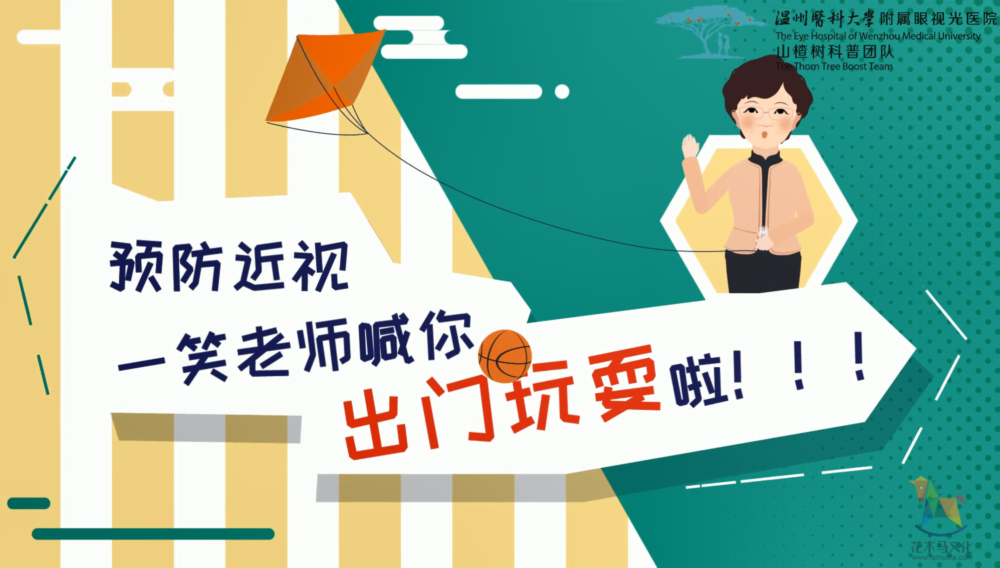 温州醫科大學附属眼视光医院
The Eye Hospital of Wenzhou Medical University
山楂树科普团队
The Thorn Tree Boost Team
预防近视
一笑老师喊你
出门玩耍啦!!!
花木马文化
www.famuma.com